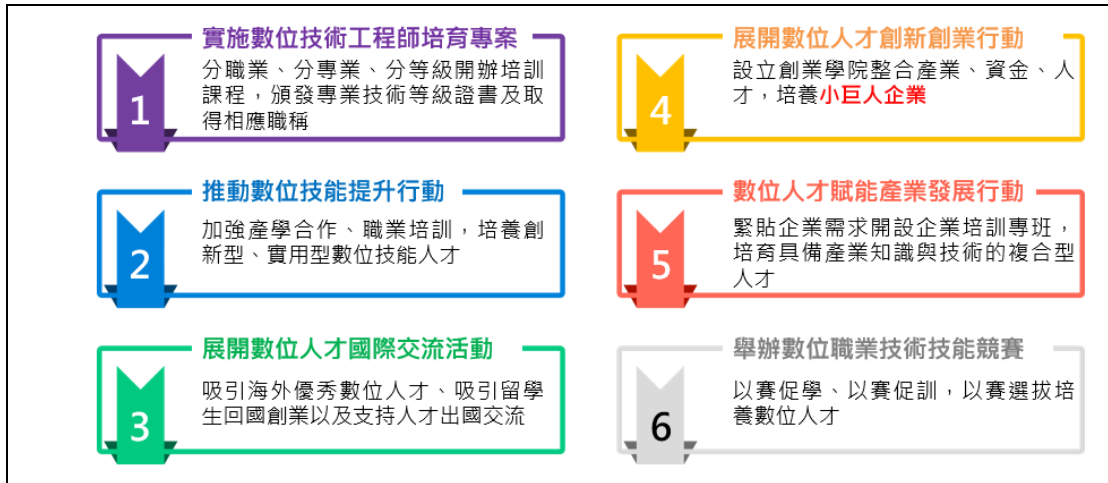 實施數位技術工程師培育專案
分職業、分專業、分等級開辦培訓
課程，頒發專業技術等級證書及取
得相應職稱
1
推動數位技能提升行動
加強產學合作、職業培訓，培養創
新型、實用型數位技能人才
2
展開數位人才國際交流活動
吸引海外優秀數位人才、吸引留學
生回國創業以及支持人才出國交流
3
展開數位人才創新創業行動
設立創業學院整合產業、資金、人
才，培養小巨人企業
4
數位人才賦能產業發展行動
緊貼企業需求開設企業培訓專班，
培育具備產業知識與技術的複合型
人才
5
舉辦數位職業技術技能競賽
以賽促學、以賽促訓，以賽選拔培
養數位人才
6